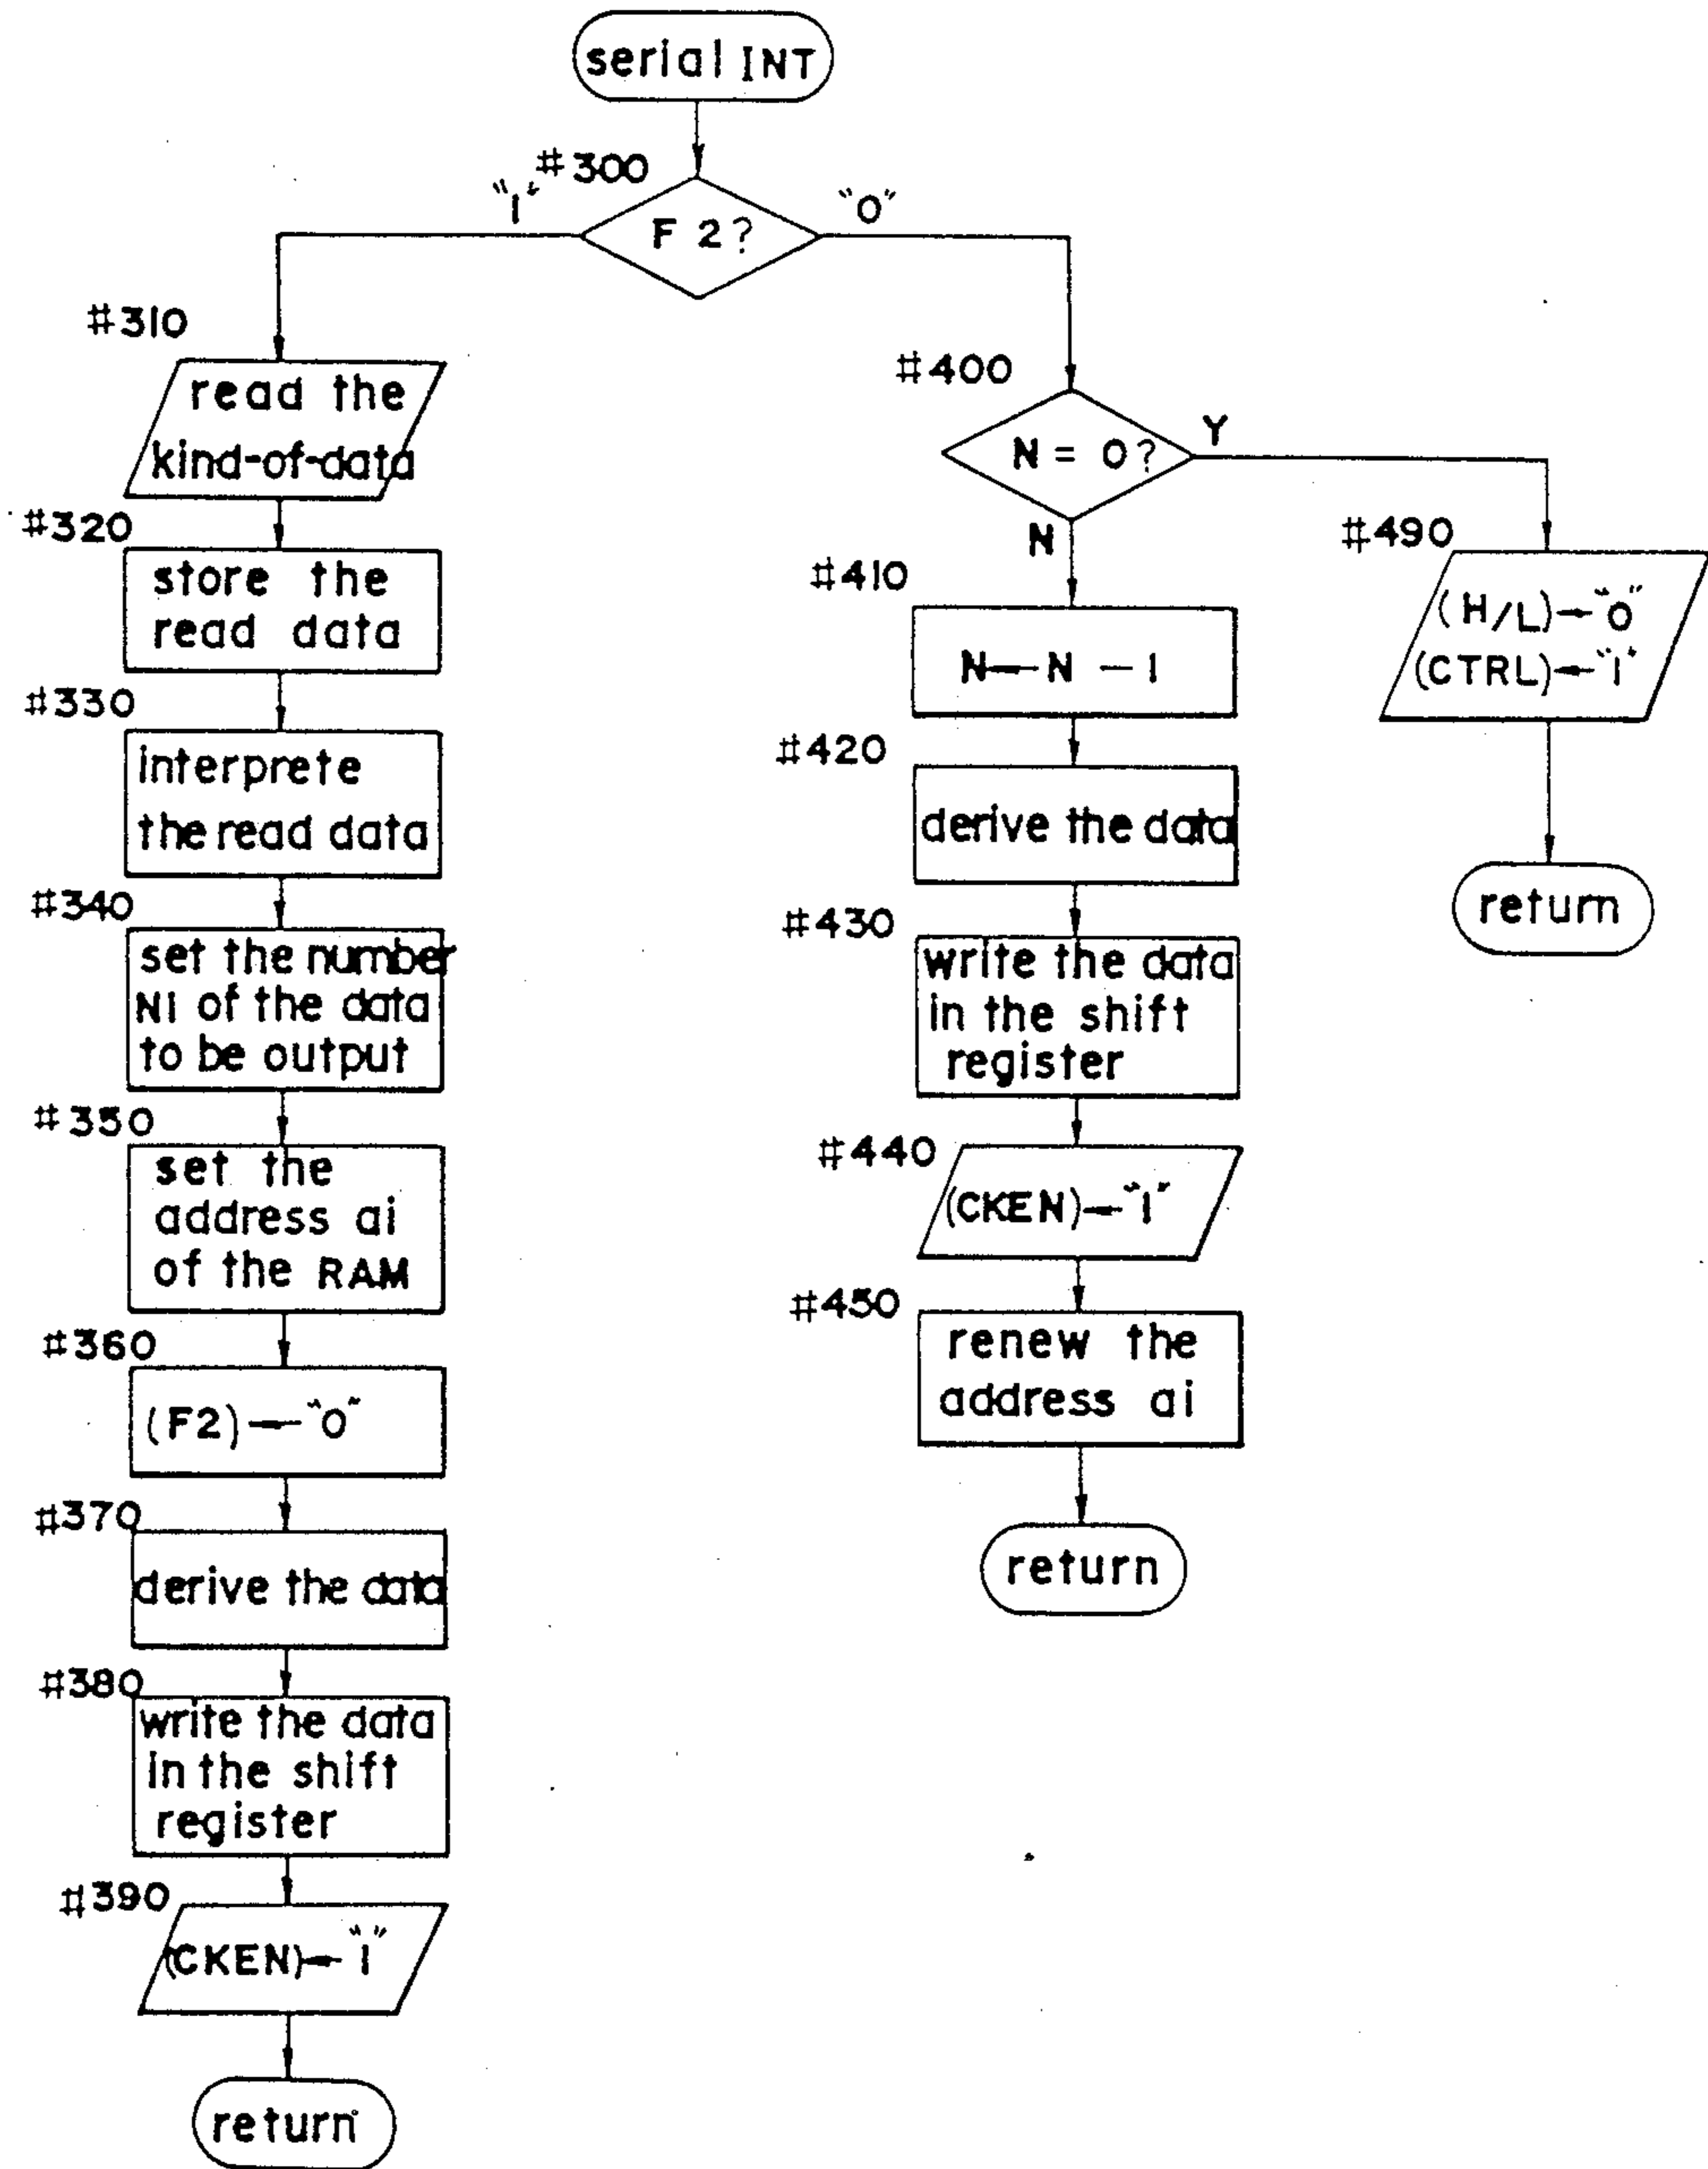 serial INT
#300
F 2?
"1"
"0"
#310
read the
kind-of-data
#320
store the
read data
#330
interprete
the read data
#340
set the number
NI of the data
to be output
#350
set the
address ai
of the RAM
#360
(F2)←"0"
#370
derive the data
#380
write the data
in the shift
register
#390
(CKEN)←"1"
return
#400
N = 0?
Y
N
#410
N←N - 1
#420
derive the data
#430
write the data
in the shift
register
#440
(CKEN)←"1"
#450
renew the
address ai
return
#490
(H/L)←"0"
(CTRL)←"1"
return